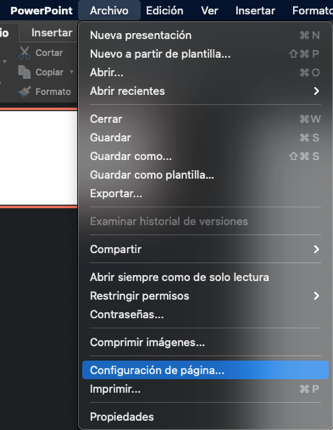 PowerPoint Archivo Edición Ver Insertar Formato
io Insertar
Cortar
Copiar
Formato
Nueva presentación ⌘ N
Nuevo a partir de plantilla... ⇧⌘ P
Abrir... ⌘ O
Abrir recientes
Cerrar ⌘ W
Guardar ⌘ S
Guardar como... ⇧⌘ S
Guardar como plantilla...
Exportar...
Examinar historial de versiones
Compartir
Abrir siempre como de solo lectura
Restringir permisos
Contraseñas...
Comprimir imágenes...
Configuración de página...
Imprimir... ⌘ P
Propiedades